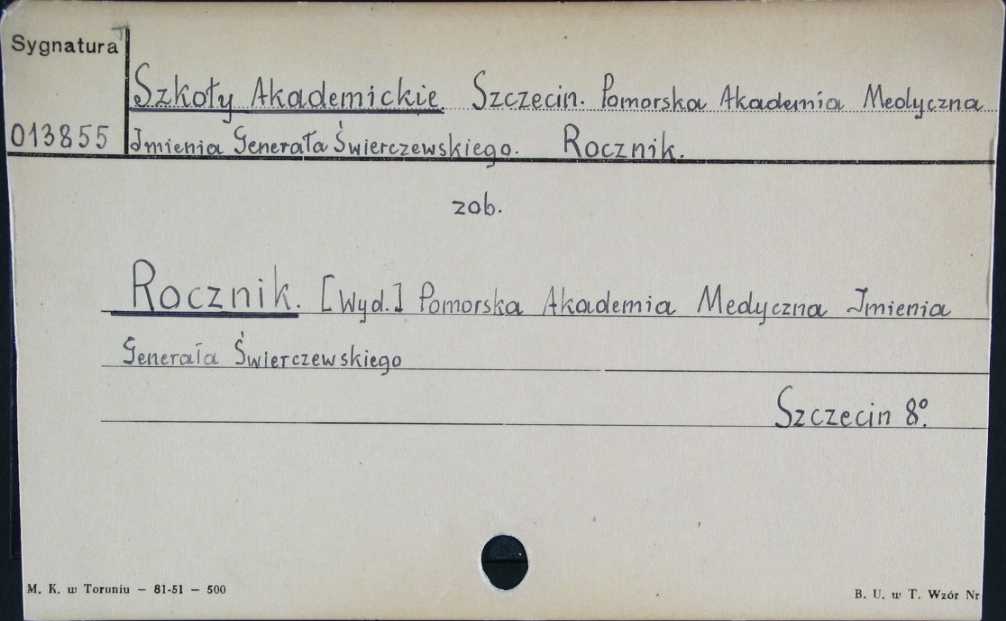 Sygnatura
Szkoły Akademickie Szczecin. Pomorska Akademia Medyczna
013855 Imienia Generała Świerczewskiego. Rocznik.
zob.
Rocznik. [Wyd.] Pomorska Akademia Medyczna Imienia
Generała Świerczewskiego
Szczecin 8º.
M. K. w Toruniu – 81-51 – 500
B. U. w T. Wzór Nr